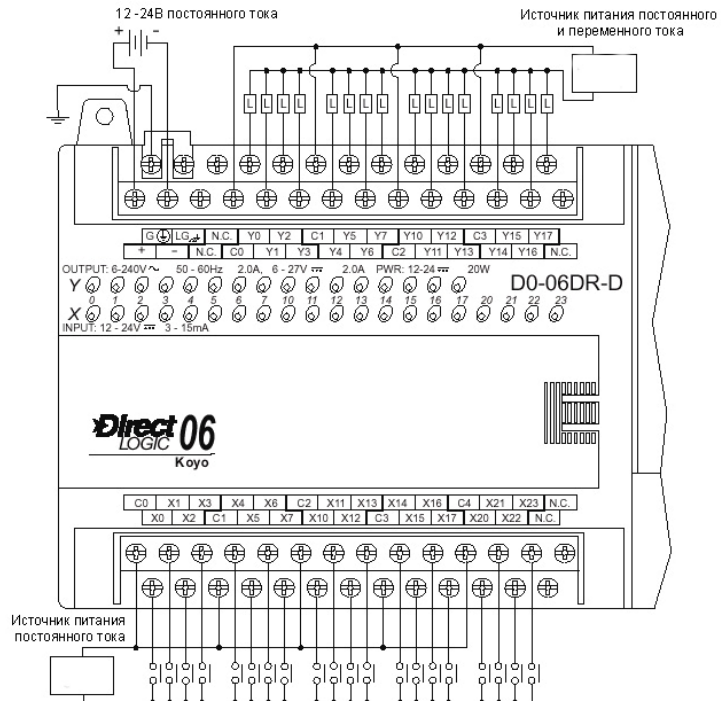 12 -24В постоянного тока
Источник питания постоянного
и переменного тока
+ -
L L L L L L L L L L L L L L L L
G LG N.C. Y0 Y2 C1 Y5 Y7 Y10 Y12 C3 Y15 Y17
+ - N.C. C0 Y1 Y3 Y4 Y6 C2 Y11 Y13 Y14 Y16 N.C.
OUTPUT: 6-240V 50 - 60Hz 2.0A, 6 - 27V 2.0A PWR: 12-24 20W
D0-06DR-D
Y
0 1 2 3 4 5 6 7 10 11 12 13 14 15 16 17 20 21 22 23
X
INPUT: 12 - 24V 3 - 15mA
Direct
LOGIC 06
Koyo
C0 X1 X3 X4 X6 C2 X11 X13 X14 X16 C4 X21 X23 N.C.
X0 X2 C1 X5 X7 X10 X12 C3 X15 X17 X20 X22 N.C.
Источник питания
постоянного тока